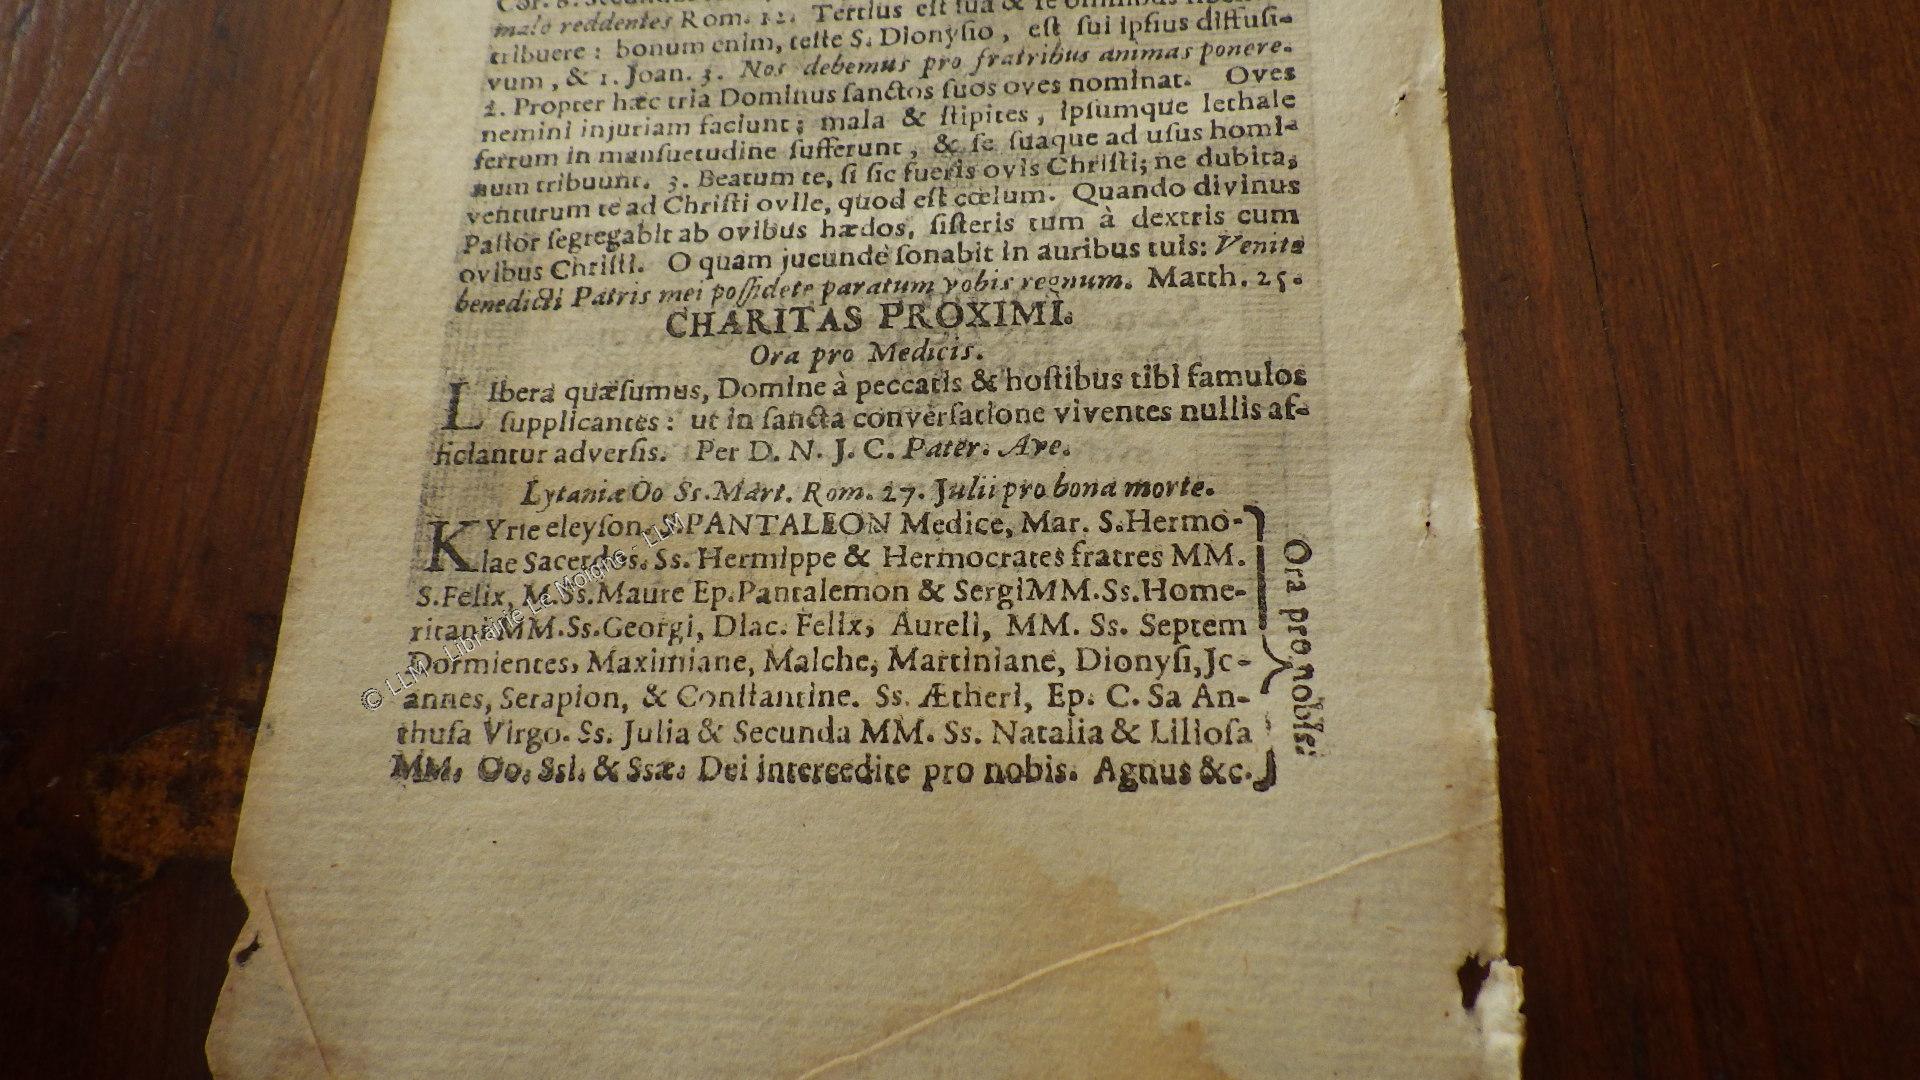 malo reddentes Rom. 12. Tertius est sua & se omnibus
tribuere : bonum enim, teste S. Dionyſio , eſt ſui ipſius diffuſi-
vum , & 1. Joan. 3. Nos debemus pro fratribus animas ponere.
2. Propter hæc tria Dominus ſanctos ſuos oves nominat. Oves
nemini injuriam faciunt ; mala & ſtipites , ipſumque lethale
ferrum in manſuetudine ſufferunt , & ſe ſuaque ad uſus homi-
num tribuunt. 3. Beatum te, ſi ſic fueris ovis Chriſti; ne dubita,
venturum te ad Chriſti ovile, quod eſt cœlum. Quando divinus
Paſtor ſegregabit ab ovibus hædos, ſiſteris tum à dextris cum
ovibus Chriſti. O quam jucundè ſonabit in auribus tuis: Venite
benedicti Patris mei poſſidete paratum vobis regnum. Matth. 25.
CHARITAS PROXIMI.
Ora pro Medicis.
LIbera quæſumus, Domine à peccatis & hoſtibus tibi famulos
ſupplicantes : ut in ſancta converſatione viventes nullis af-
ficiantur adverſis. Per D. N. J. C. Pater. Ave.
Lytaniæ Oo Ss. Mart. Rom. 27. Julii pro bona morte.
KYrie eleyſon. S. PANTALEON Medice, Mar. S. Hermo-
lae Sacerdos. Ss. Hermippe & Hermocrates fratres MM.
S. Felix, M. Ss. Maure Ep. Pantalemon & Sergi MM. Ss. Home-
ritani MM. Ss. Georgi, Diac. Felix, Aureli, MM. Ss. Septem
Dormientes, Maximiane, Malche, Martiniane, Dionyſi, Jo-
annes, Serapion, & Conſtantine. Ss. Ætheri, Ep. C. Sa An-
thuſa Virgo. Ss. Julia & Secunda MM. Ss. Natalia & Lilioſa
MM. Oo. Ssi. & Ssæ. Dei intercedite pro nobis. Agnus &c.
Ora pro nobis:
© LLM - Librairie Le Moigne - LLM